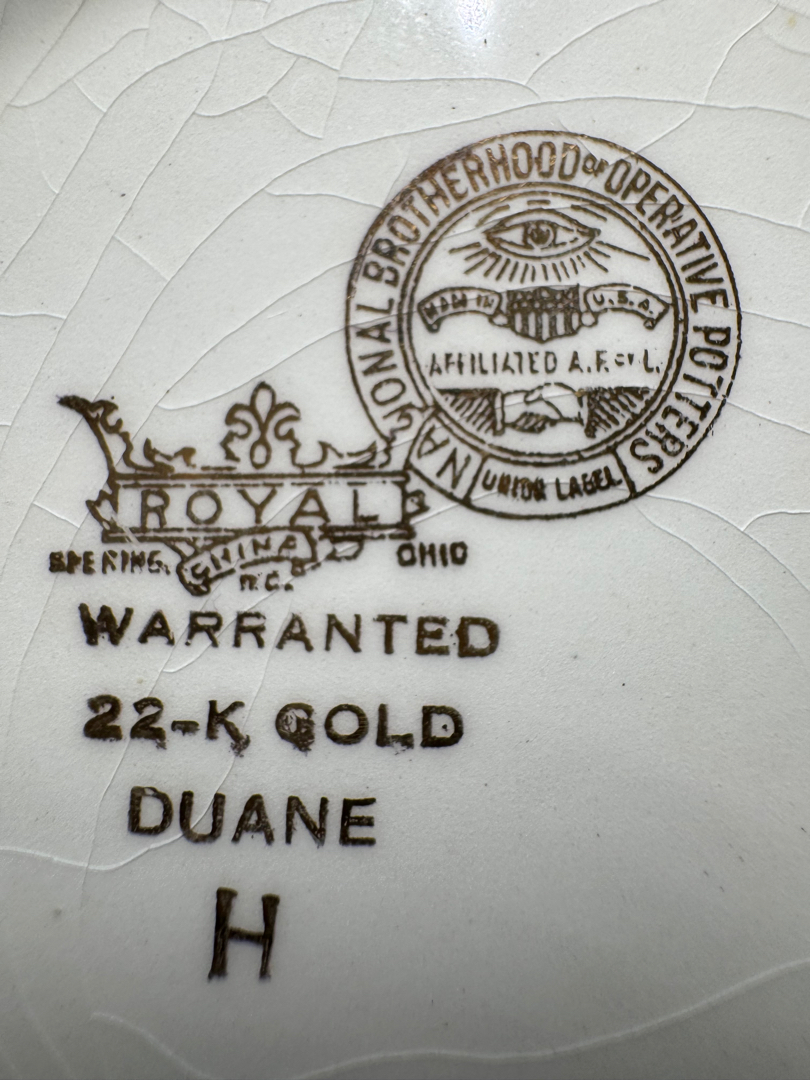 NATIONAL BROTHERHOOD OF OPERATIVE POTTERS
MADE IN U.S.A.
AFFILIATED A.F. OF L.
UNION LABEL
ROYAL
CHINA
SEBRING, OHIO
WARRANTED
22-K GOLD
DUANE
H